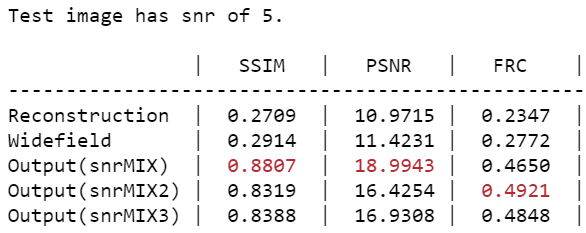 Test image has snr of 5.
| SSIM | PSNR | FRC |
--------------------------------------------------
Reconstruction | 0.2709 | 10.9715 | 0.2347 |
Widefield | 0.2914 | 11.4231 | 0.2772 |
Output(snrMIX) | 0.8807 | 18.9943 | 0.4650 |
Output(snrMIX2) | 0.8319 | 16.4254 | 0.4921 |
Output(snrMIX3) | 0.8388 | 16.9308 | 0.4848 |